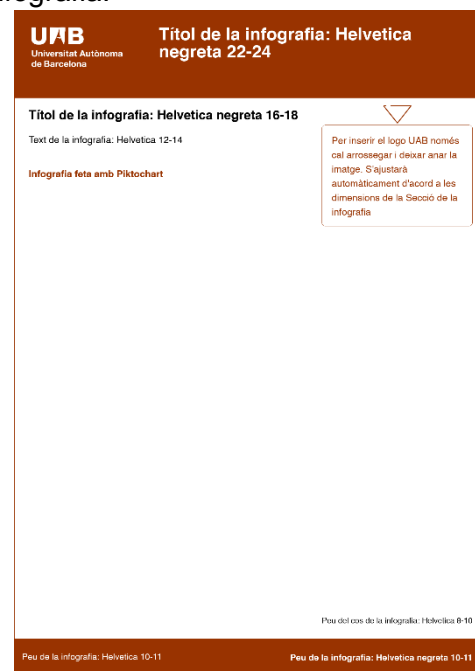 ografia.
UAB
Universitat Autònoma
de Barcelona
Títol de la infografia: Helvetica
negreta 22-24
Títol de la infografia: Helvetica negreta 16-18
Text de la infografia: Helvetica 12-14
Infografia feta amb Piktochart
Per inserir el logo UAB només
cal arrossegar i deixar anar la
imatge. S'ajustarà
automàticament d'acord a les
dimensions de la Secció de la
infografia
Peu del cos de la infografia: Helvetica 8-10
Peu de la infografia: Helvetica 10-11
Peu de la infografia: Helvetica negreta 10-11